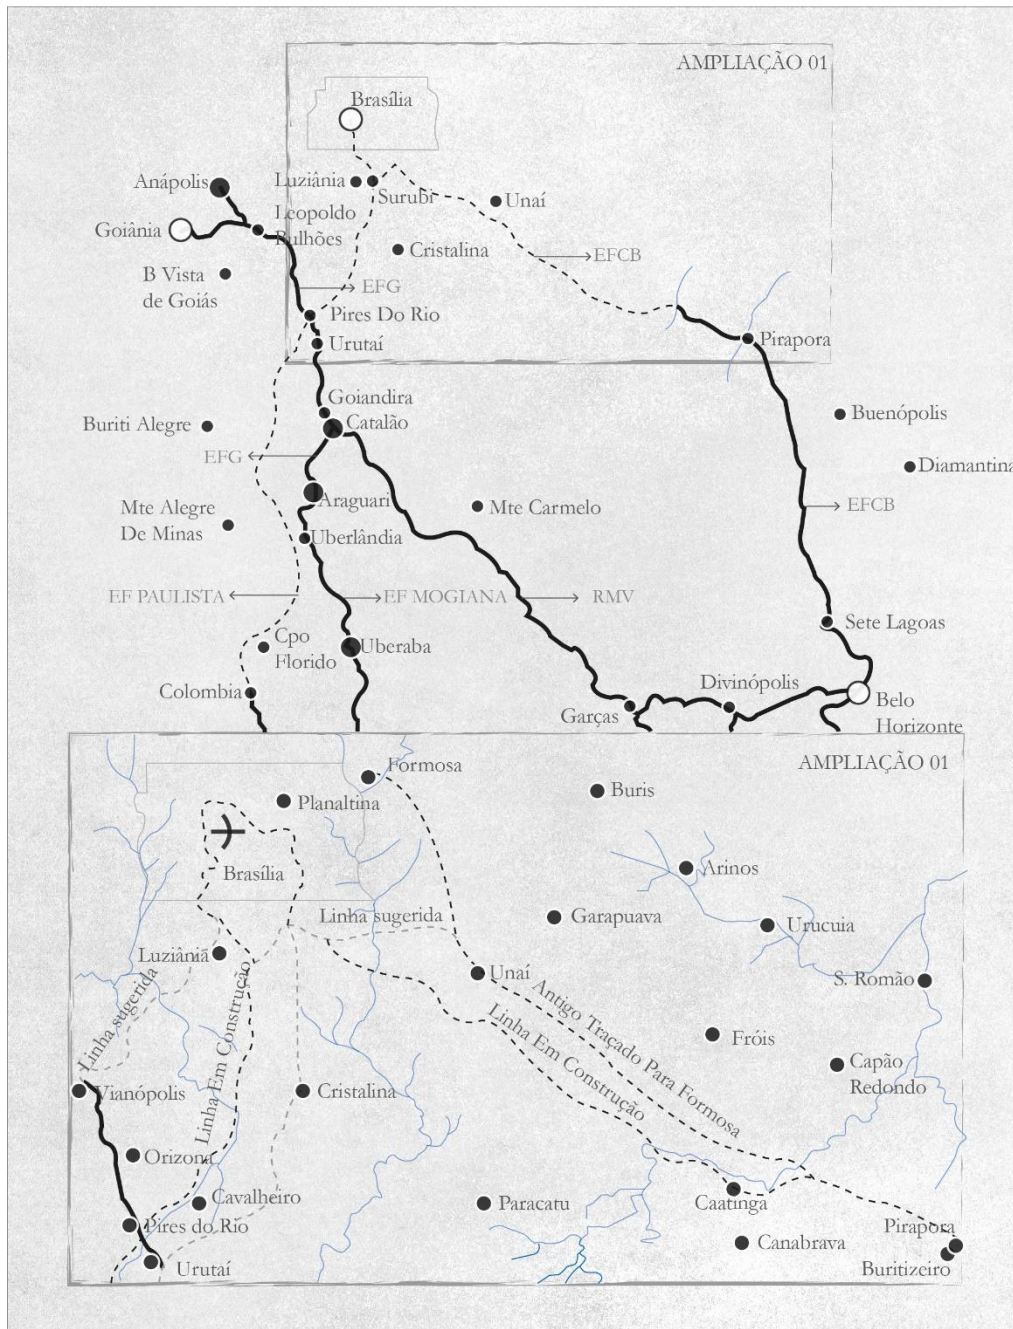 AMPLIAÇÃO 01
Brasília
Anápolis
Luziânia
Surubi
Unaí
Goiânia
Leopoldo
Bulhões
Cristalina
EFCB
B Vista
de Goiás
EFG
Pires Do Rio
Urutaí
Pirapora
Goiandira
Catalão
Buriti Alegre
Buenópolis
EFG
Diamantina
Araguari
Mte Alegre
De Minas
Mte Carmelo
EFCB
Uberlândia
EF PAULISTA
EF MOGIANA
RMV
Sete Lagoas
Cpo
Florido
Uberaba
Colombia
Divinópolis
Garças
Belo
Horizonte
AMPLIAÇÃO 01
Formosa
Planaltina
Buris
Brasília
Arinos
Linha sugerida
Garapuava
Urucuia
Luziânia
Unaí
S. Romão
Linha sugerida
Linha Em Construção
Antigo Traçado Para Formosa
Linha Em Construção
Fróis
Capão
Redondo
Vianópolis
Cristalina
Orizona
Cavalheiro
Paracatu
Caatinga
Pires do Rio
Canabrava
Pirapora
Urutaí
Buritizeiro